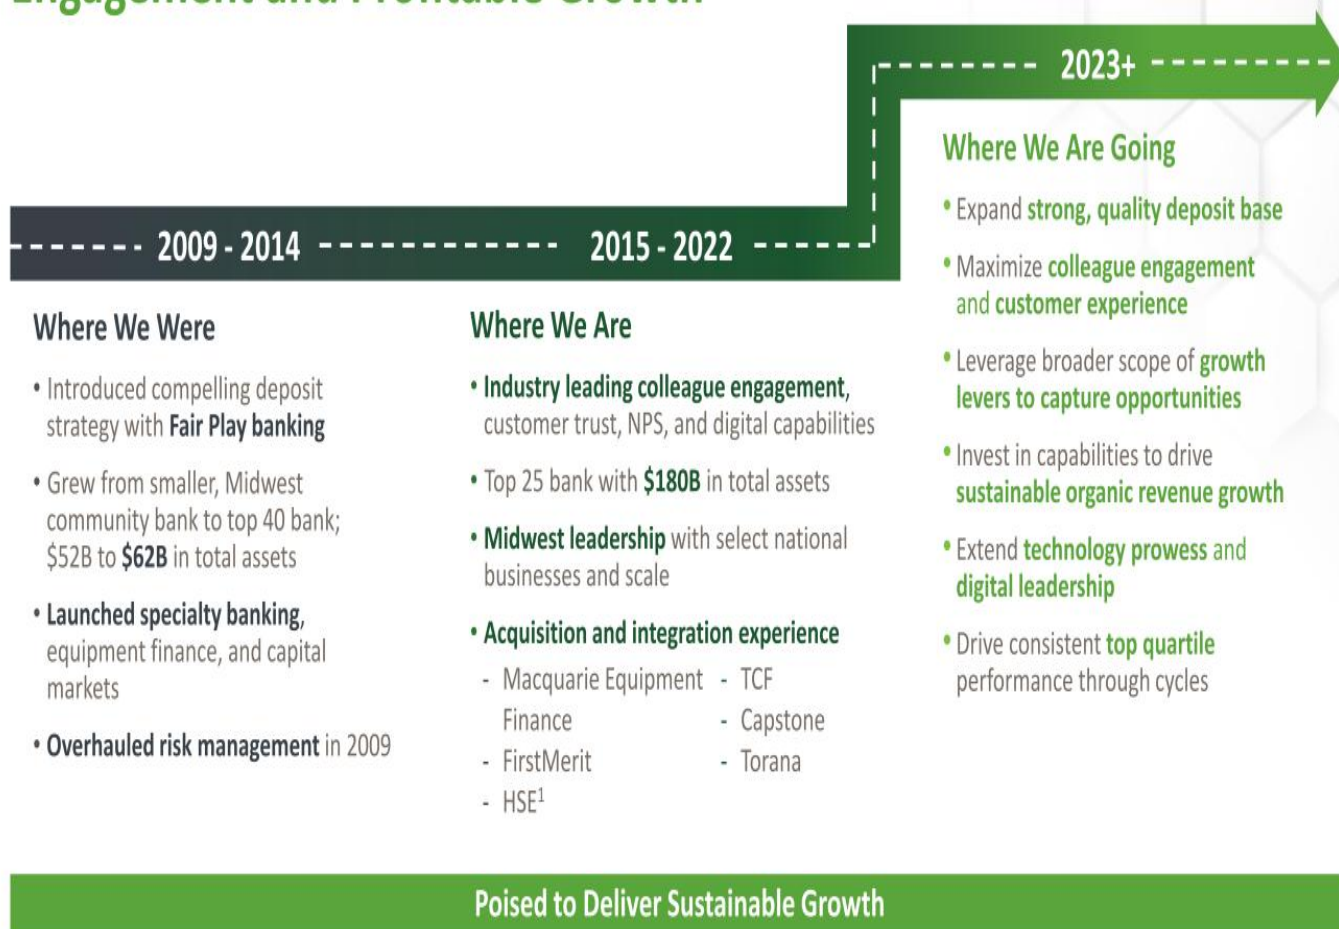 Engagement and Profitable Growth
2023+
2009 - 2014
2015 - 2022
Where We Were
• Introduced compelling deposit
strategy with Fair Play banking
• Grew from smaller, Midwest
community bank to top 40 bank;
$52B to $62B in total assets
• Launched specialty banking,
equipment finance, and capital
markets
• Overhauled risk management in 2009
Where We Are
• Industry leading colleague engagement,
customer trust, NPS, and digital capabilities
• Top 25 bank with $180B in total assets
• Midwest leadership with select national
businesses and scale
• Acquisition and integration experience
- Macquarie Equipment
Finance
- FirstMerit
- HSE¹
- TCF
- Capstone
- Torana
Where We Are Going
• Expand strong, quality deposit base
• Maximize colleague engagement
and customer experience
• Leverage broader scope of growth
levers to capture opportunities
• Invest in capabilities to drive
sustainable organic revenue growth
• Extend technology prowess and
digital leadership
• Drive consistent top quartile
performance through cycles
Poised to Deliver Sustainable Growth